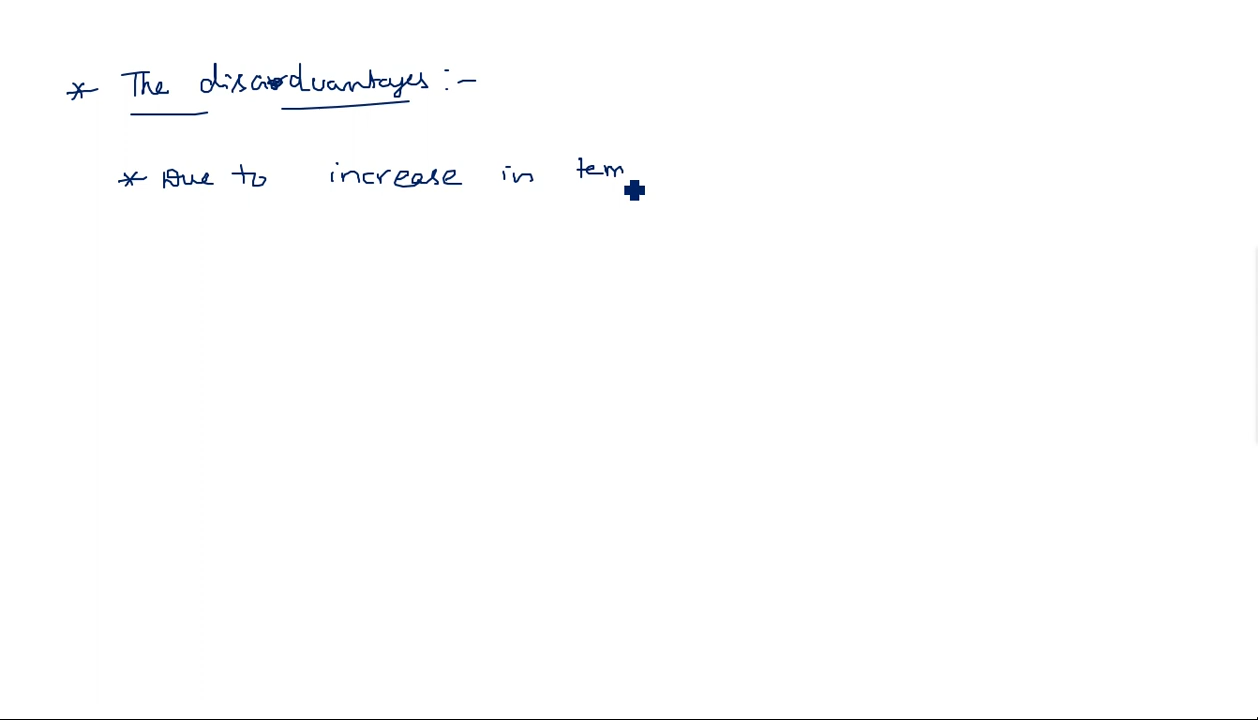 * The disadvantages :-
* Due to increase in tem